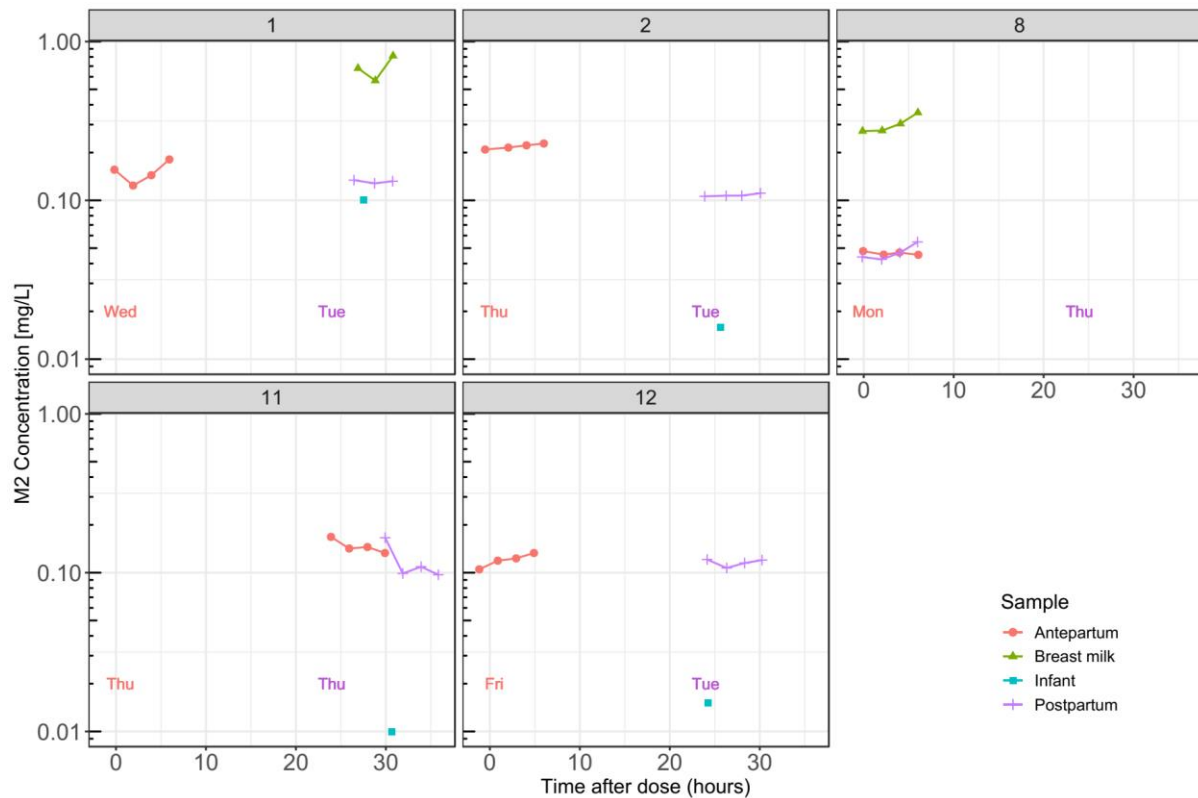 1 2 8
1.00
0.10
0.01
Wed Tue Thu Tue Mon Thu
0 10 20 30
11 12
1.00
0.10
0.01
Thu Thu Fri Tue
0 10 20 30 0 10 20 30
M2 Concentration [mg/L]
Time after dose (hours)
Sample
Antepartum
Breast milk
Infant
Postpartum